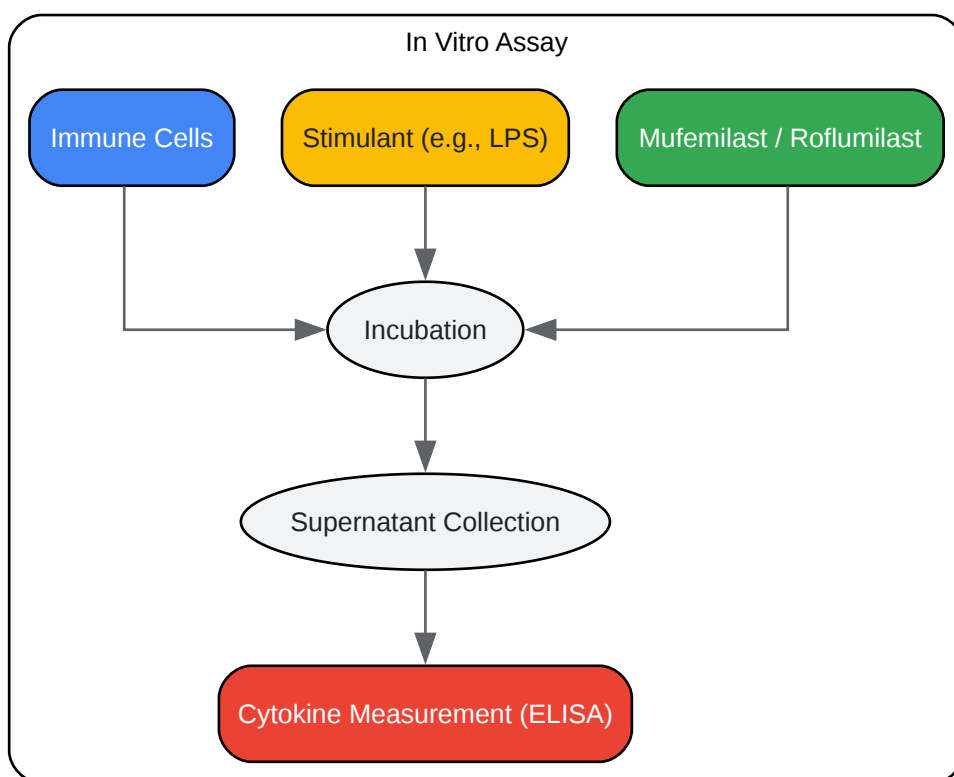 In Vitro Assay
Immune Cells
Stimulant (e.g., LPS)
Mufemilast / Roflumilast
Incubation
Supernatant Collection
Cytokine Measurement (ELISA)